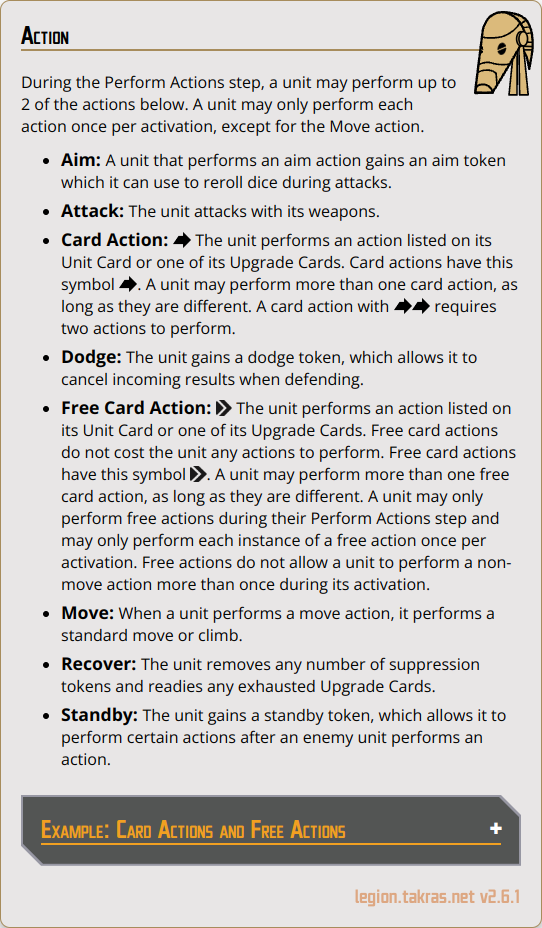 Action
During the Perform Actions step, a unit may perform up to
2 of the actions below. A unit may only perform each
action once per activation, except for the Move action.
• Aim: A unit that performs an aim action gains an aim token
which it can use to reroll dice during attacks.
• Attack: The unit attacks with its weapons.
• Card Action: The unit performs an action listed on its
Unit Card or one of its Upgrade Cards. Card actions have this
symbol . A unit may perform more than one card action, as
long as they are different. A card action with requires
two actions to perform.
• Dodge: The unit gains a dodge token, which allows it to
cancel incoming results when defending.
• Free Card Action: The unit performs an action listed on
its Unit Card or one of its Upgrade Cards. Free card actions
do not cost the unit any actions to perform. Free card actions
have this symbol . A unit may perform more than one free
card action, as long as they are different. A unit may only
perform free actions during their Perform Actions step and
may only perform each instance of a free action once per
activation. Free actions do not allow a unit to perform a non-
move action more than once during its activation.
• Move: When a unit performs a move action, it performs a
standard move or climb.
• Recover: The unit removes any number of suppression
tokens and readies any exhausted Upgrade Cards.
• Standby: The unit gains a standby token, which allows it to
perform certain actions after an enemy unit performs an
action.
Example: Card Actions and Free Actions +
legion.takras.net v2.6.1